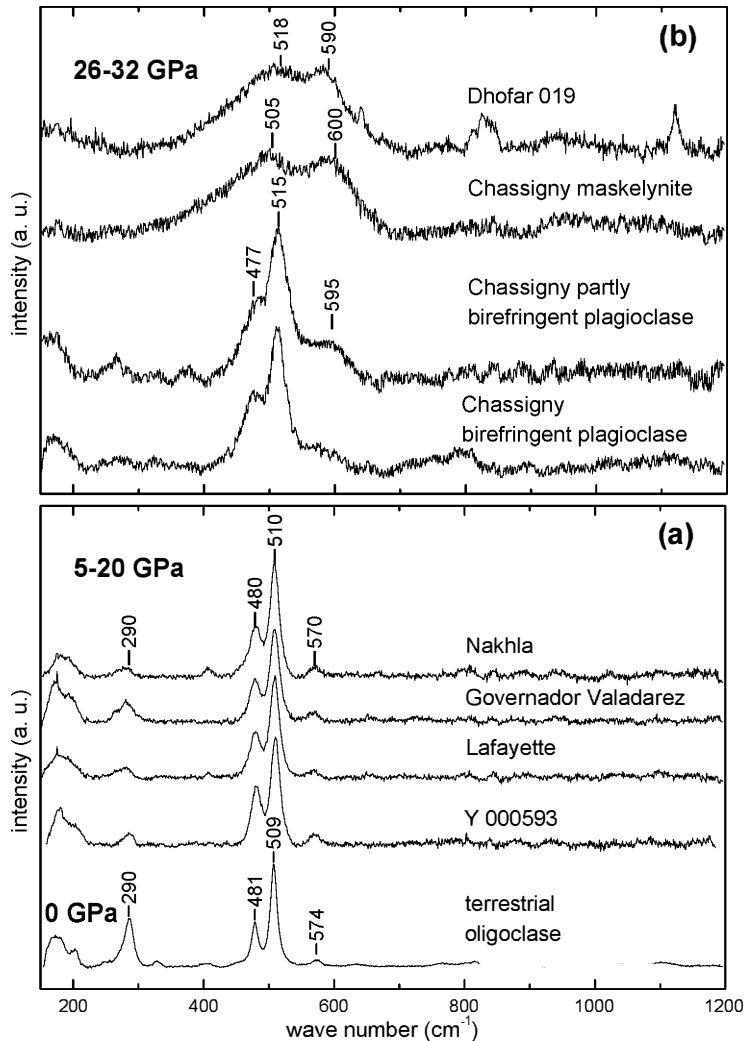 (b)
26-32 GPa
518
590
Dhofar 019
505
600
Chassigny maskelynite
515
477
595
Chassigny partly
birefringent plagioclase
Chassigny
birefringent plagioclase
intensity (a. u.)
(a)
5-20 GPa
510
480
290
570
Nakhla
Governador Valadarez
Lafayette
Y 000593
intensity (a. u.)
509
290
481
574
0 GPa
terrestrial
oligoclase
200 400 600 800 1000 1200
wave number (cm-1)